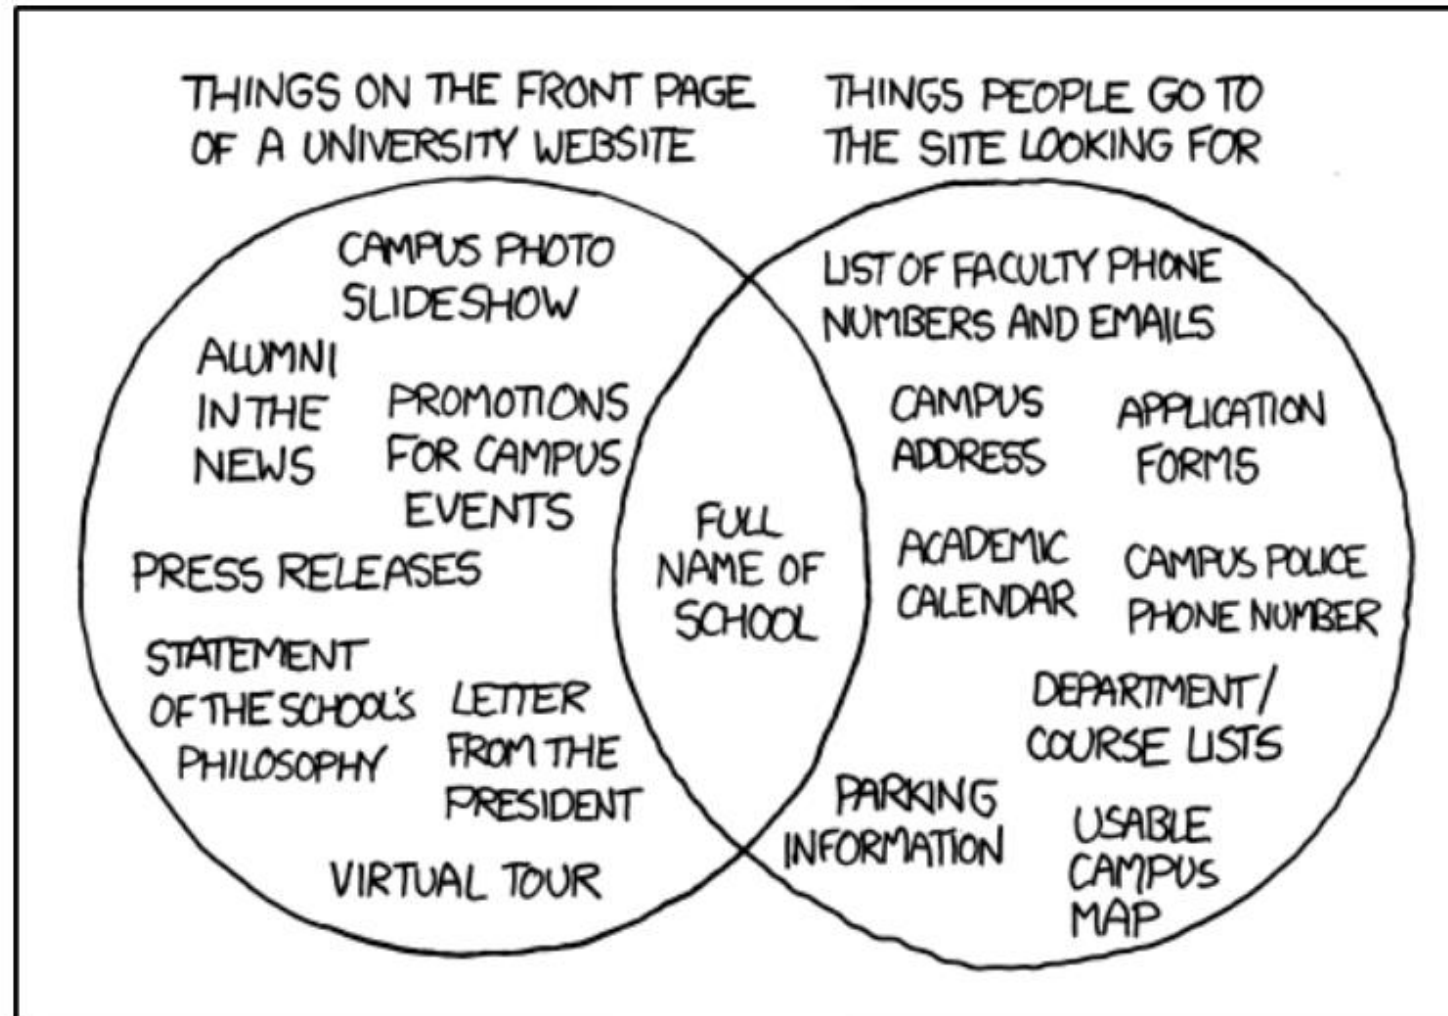 THINGS ON THE FRONT PAGE
OF A UNIVERSITY WEBSITE
THINGS PEOPLE GO TO
THE SITE LOOKING FOR
CAMPUS PHOTO
SLIDESHOW
ALUMNI
IN THE
NEWS
PROMOTIONS
FOR CAMPUS
EVENTS
PRESS RELEASES
STATEMENT
OF THE SCHOOL'S
PHILOSOPHY
LETTER
FROM THE
PRESIDENT
VIRTUAL TOUR
FULL
NAME OF
SCHOOL
LIST OF FACULTY PHONE
NUMBERS AND EMAILS
CAMPUS
ADDRESS
APPLICATION
FORMS
ACADEMIC
CALENDAR
CAMPUS POLICE
PHONE NUMBER
DEPARTMENT/
COURSE LISTS
PARKING
INFORMATION
USABLE
CAMPUS
MAP